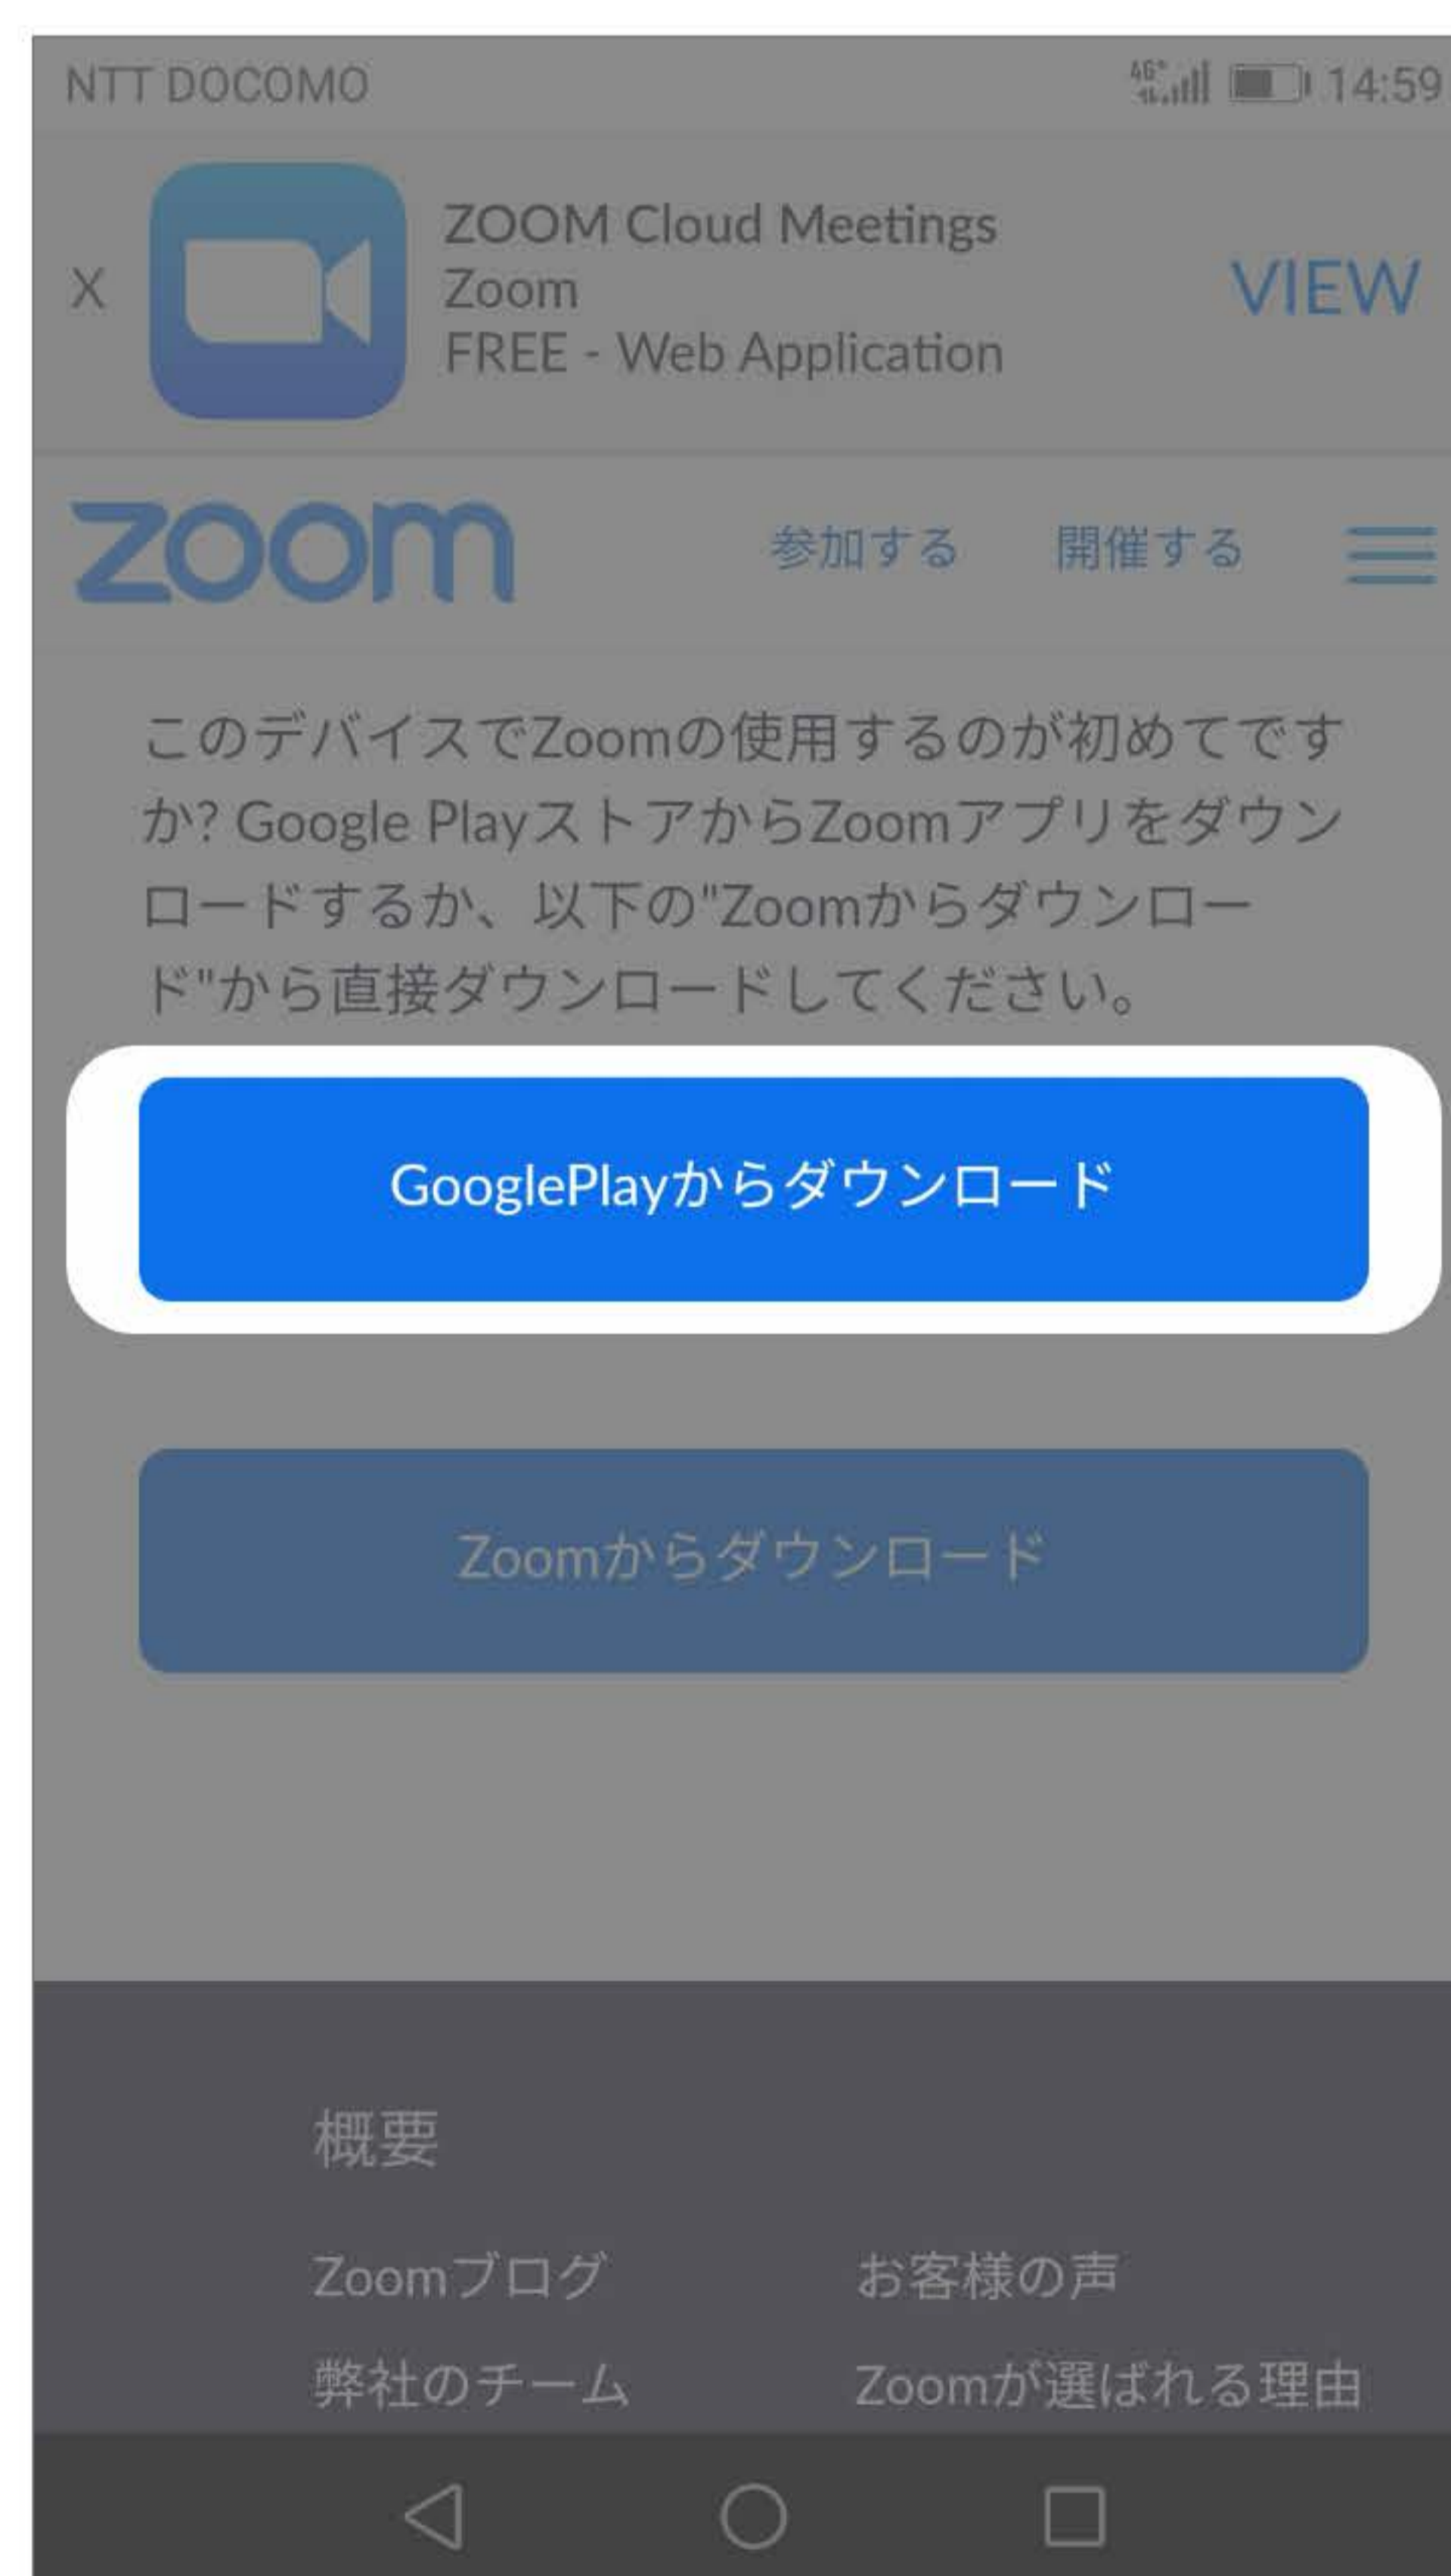 NTT DOCOMO 14:59
X
ZOOM Cloud Meetings
Zoom
FREE - Web Application
VIEW
zoom 参加する 開催する
このデバイスでZoomの使用するのが初めてです
か? Google PlayストアからZoomアプリをダウン
ロードするか、以下の"Zoomからダウンロー
ド"から直接ダウンロードしてください。
GooglePlayからダウンロード
Zoomからダウンロード
概要
Zoomブログ お客様の声
弊社のチーム Zoomが選ばれる理由